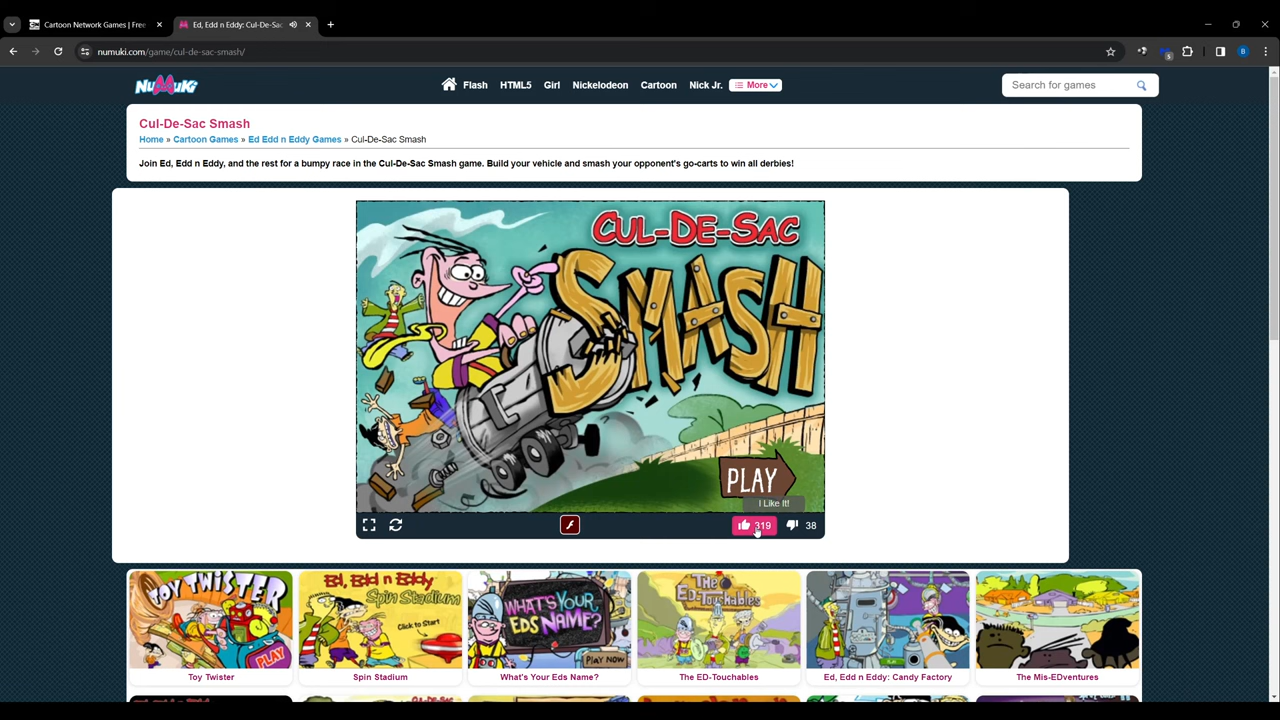 Cartoon Network Games | Free
Ed, Edd n Eddy: Cul-De-Sac
numuki.com/game/cul-de-sac-smash/
5
B
NuMuKi
Flash
HTML5
Girl
Nickelodeon
Cartoon
Nick Jr.
More
Search for games
Cul-De-Sac Smash
Home » Cartoon Games » Ed Edd n Eddy Games » Cul-De-Sac Smash
Join Ed, Edd n Eddy, and the rest for a bumpy race in the Cul-De-Sac Smash game. Build your vehicle and smash your opponent's go-carts to win all derbies!
CUL-DE-SAC
SMASH
PLAY
I Like It!
319
38
TOY TWISTER
PLAY
Ed, Edd n Eddy
Spin Stadium
Click to Start
WHAT'S YOUR
EDS NAME?
PLAY NOW
The
ED-Touchables
Toy Twister
Spin Stadium
What's Your Eds Name?
The ED-Touchables
Ed, Edd n Eddy: Candy Factory
The Mis-EDventures